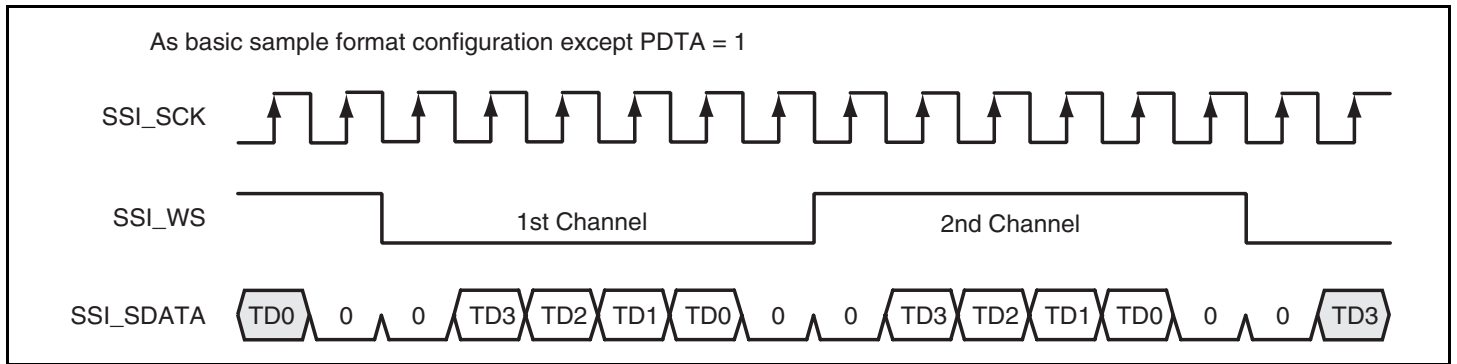 As basic sample format configuration except PDTA = 1
SSI_SCK
SSI_WS 1st Channel 2nd Channel
SSI_SDATA TD0 0 0 TD3 TD2 TD1 TD0 0 0 TD3 TD2 TD1 TD0 0 0 TD3